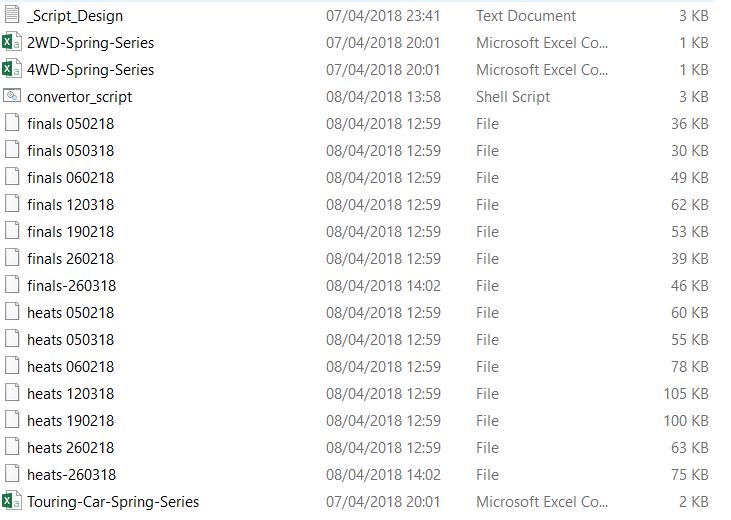 _Script_Design 07/04/2018 23:41 Text Document 3 KB
2WD-Spring-Series 07/04/2018 20:01 Microsoft Excel Co... 1 KB
4WD-Spring-Series 07/04/2018 20:01 Microsoft Excel Co... 1 KB
convertor_script 08/04/2018 13:58 Shell Script 3 KB
finals 050218 08/04/2018 12:59 File 36 KB
finals 050318 08/04/2018 12:59 File 30 KB
finals 060218 08/04/2018 12:59 File 49 KB
finals 120318 08/04/2018 12:59 File 62 KB
finals 190218 08/04/2018 12:59 File 53 KB
finals 260218 08/04/2018 12:59 File 39 KB
finals-260318 08/04/2018 14:02 File 46 KB
heats 050218 08/04/2018 12:59 File 60 KB
heats 050318 08/04/2018 12:59 File 55 KB
heats 060218 08/04/2018 12:59 File 78 KB
heats 120318 08/04/2018 12:59 File 105 KB
heats 190218 08/04/2018 12:59 File 100 KB
heats 260218 08/04/2018 12:59 File 63 KB
heats-260318 08/04/2018 14:02 File 75 KB
Touring-Car-Spring-Series 07/04/2018 20:01 Microsoft Excel Co... 2 KB